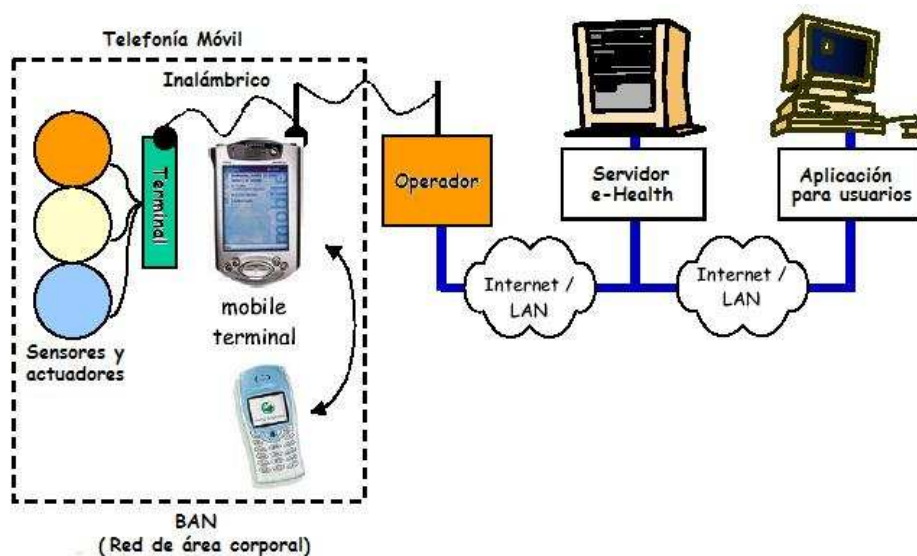 Telefonía Móvil
Inalámbrico
Terminal
mobile
terminal
Sensores y
actuadores
BAN
(Red de área corporal)
Operador
Servidor
e-Health
Aplicación
para usuarios
Internet /
LAN
Internet /
LAN